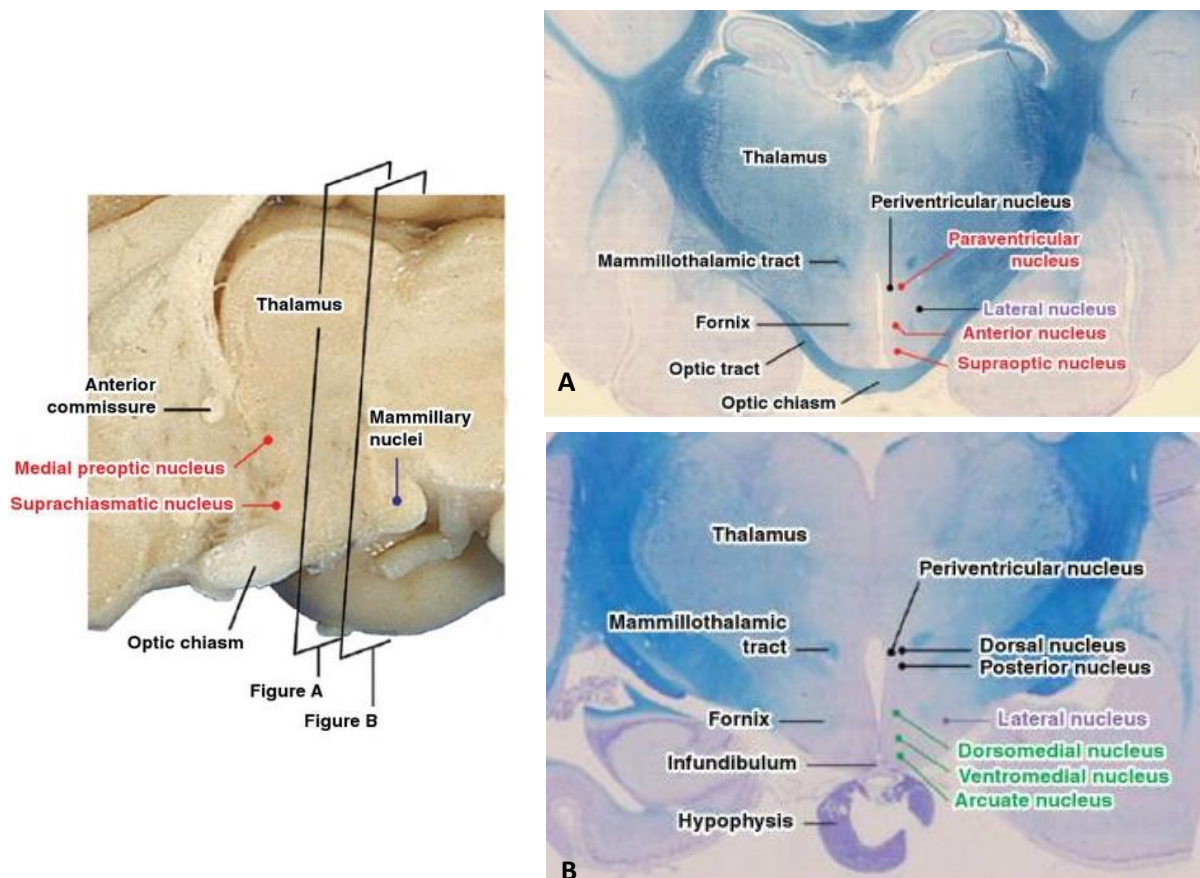 Thalamus
Anterior
commissure
Mammillary
nuclei
Medial preoptic nucleus
Suprachiasmatic nucleus
Optic chiasm
Figure A
Figure B
Thalamus
Periventricular nucleus
Paraventricular
nucleus
Mammillothalamic tract
Lateral nucleus
Fornix
Anterior nucleus
Optic tract
Supraoptic nucleus
A
Optic chiasm
Thalamus
Periventricular nucleus
Mammillothalamic
tract
Dorsal nucleus
Posterior nucleus
Fornix
Lateral nucleus
Dorsomedial nucleus
Infundibulum
Ventromedial nucleus
Arcuate nucleus
Hypophysis
B